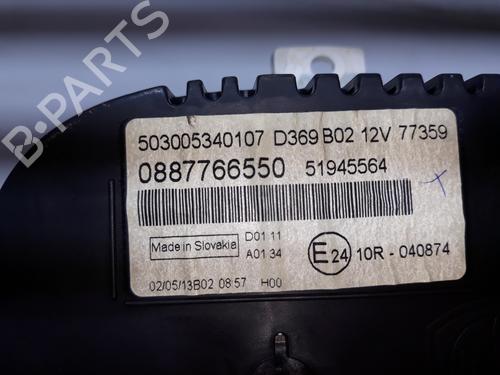 B-PARTS
503005340107 D369 B02 12V 77359
0887766550 51945564
Made in Slovakia
D01 11
A01 34
E24 10R - 040874
02/05/13B02 08:57 H00